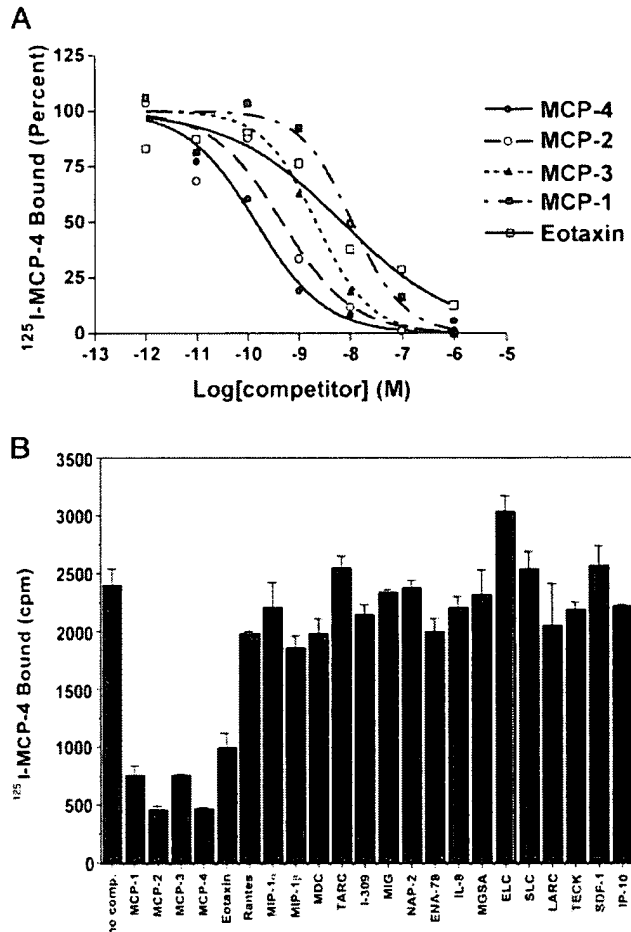 A
125
100
75
50
25
0
¹²⁵I-MCP-4 Bound (Percent)
-13 -12 -11 -10 -9 -8 -7 -6 -5
Log[competitor] (M)
MCP-4
MCP-2
MCP-3
MCP-1
Eotaxin
B
3500
3000
2500
2000
1500
1000
500
0
¹²⁵I-MCP-4 Bound (cpm)
no comp.
MCP-1
MCP-2
MCP-3
MCP-4
Eotaxin
Rantes
MIP-1α
MIP-1β
MDC
TARC
I-309
MIG
NAP-2
ENA-78
IL-8
MGSA
ELC
SLC
LARC
TECK
SDF-1
IP-10